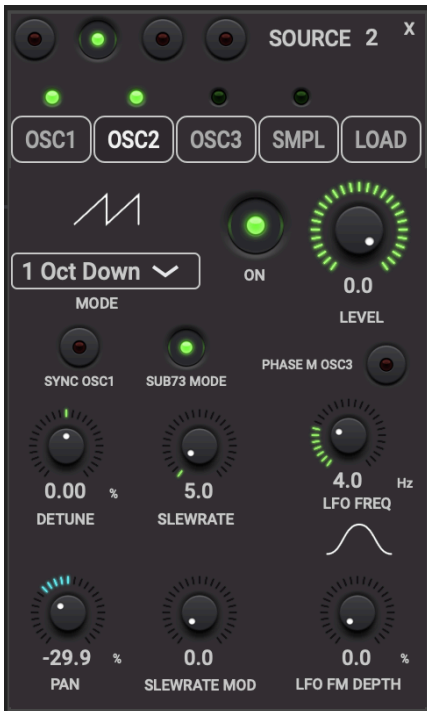 SOURCE 2 X
OSC1 OSC2 OSC3 SMPL LOAD
1 Oct Down
MODE
ON
0.0
LEVEL
SYNC OSC1
SUB73 MODE
PHASE M OSC3
0.00 %
DETUNE
5.0
SLEWRATE
4.0 Hz
LFO FREQ
-29.9 %
PAN
0.0
SLEWRATE MOD
0.0 %
LFO FM DEPTH